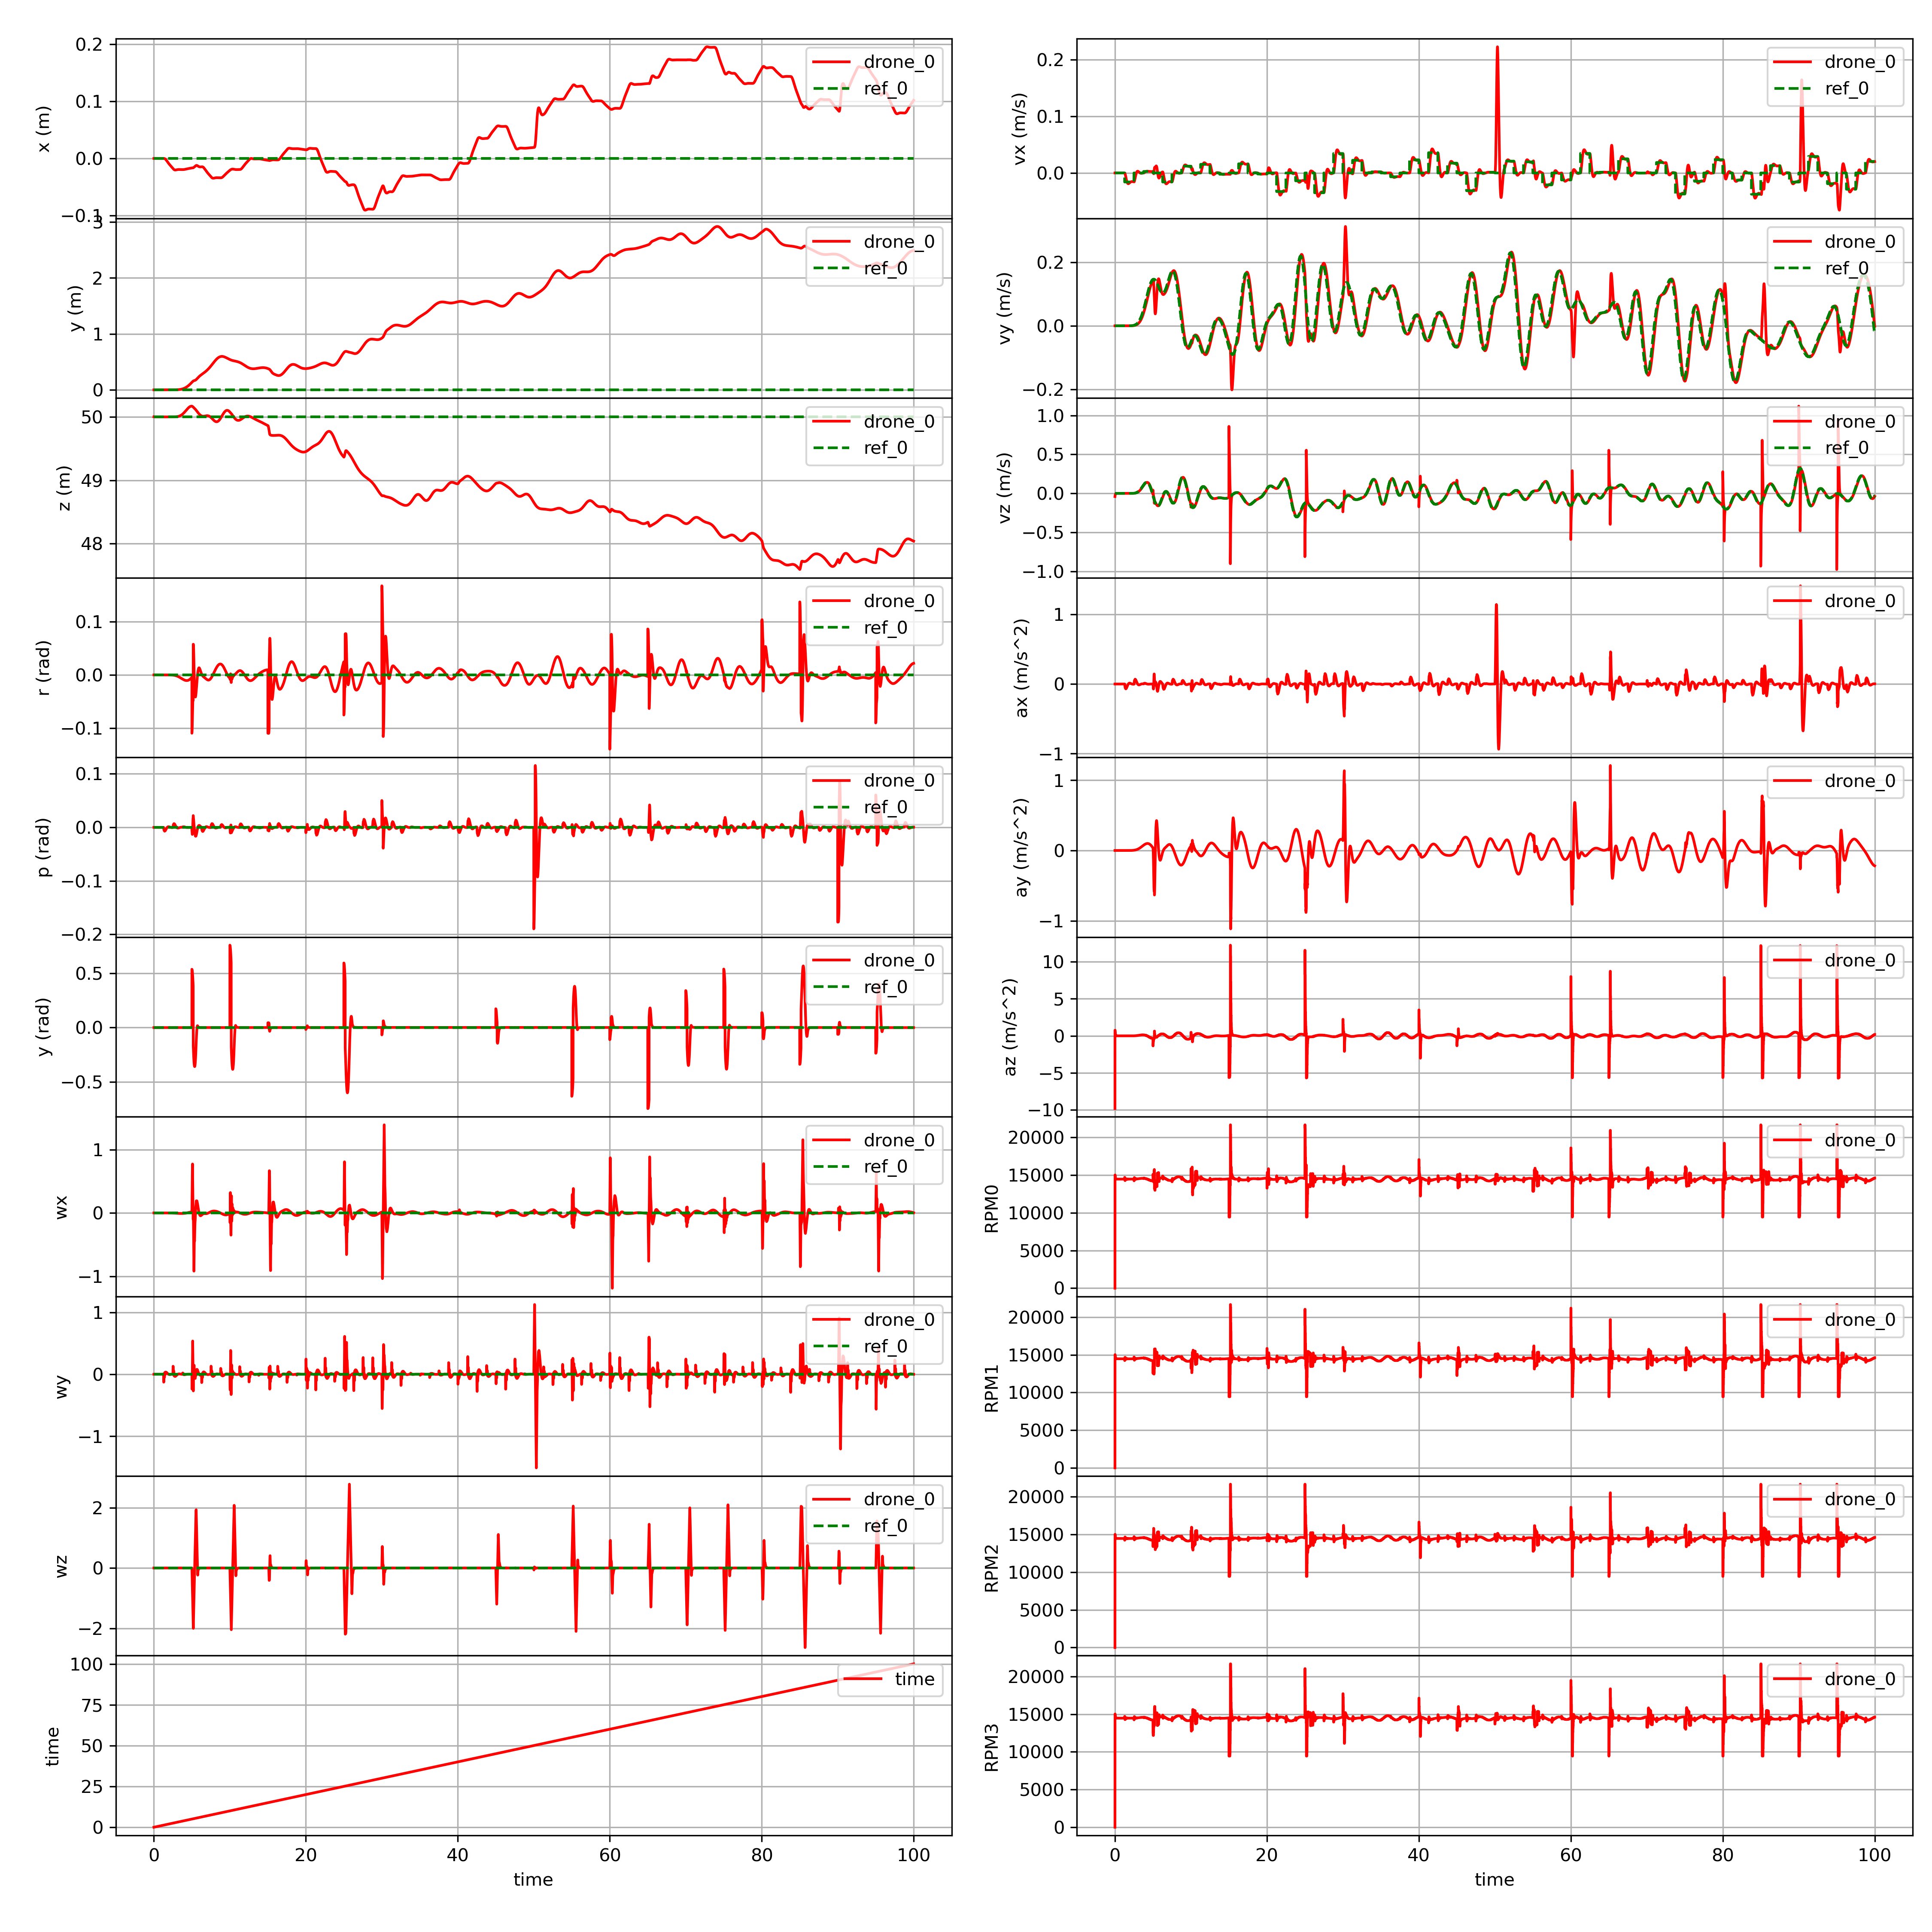 x (m)
0.2
0.1
0.0
−0.1
drone_0
ref_0
y (m)
3
2
1
0
drone_0
ref_0
z (m)
50
49
48
drone_0
ref_0
r (rad)
0.1
0.0
−0.1
drone_0
ref_0
p (rad)
0.1
0.0
−0.1
−0.2
drone_0
ref_0
y (rad)
0.5
0.0
−0.5
drone_0
ref_0
wx
1
0
−1
drone_0
ref_0
wy
1
0
−1
drone_0
ref_0
wz
2
0
−2
drone_0
ref_0
time
100
75
50
25
0
time
0 20 40 60 80 100
time
vx (m/s)
0.2
0.1
0.0
drone_0
ref_0
vy (m/s)
0.2
0.0
−0.2
drone_0
ref_0
vz (m/s)
1.0
0.5
0.0
−0.5
−1.0
drone_0
ref_0
ax (m/s^2)
1
0
−1
drone_0
ay (m/s^2)
1
0
−1
drone_0
az (m/s^2)
10
5
0
−5
−10
drone_0
RPM0
20000
15000
10000
5000
0
drone_0
RPM1
20000
15000
10000
5000
0
drone_0
RPM2
20000
15000
10000
5000
0
drone_0
RPM3
20000
15000
10000
5000
0
drone_0
0 20 40 60 80 100
time